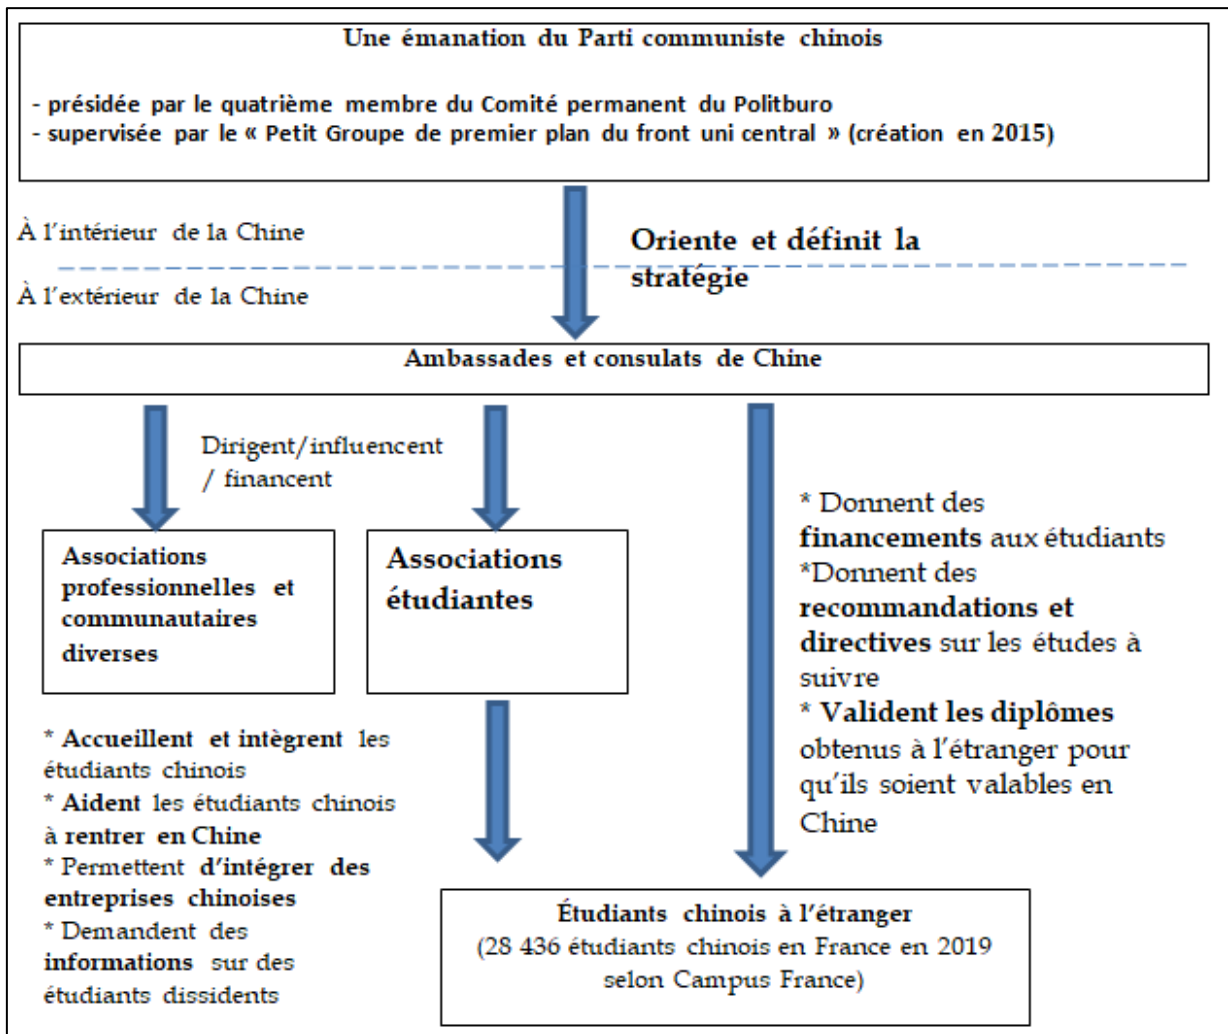 Une émanation du Parti communiste chinois
- présidée par le quatrième membre du Comité permanent du Politburo
- supervisée par le « Petit Groupe de premier plan du front uni central » (création en 2015)
À l'intérieur de la Chine
Oriente et définit la
stratégie
À l'extérieur de la Chine
Ambassades et consulats de Chine
Dirigent/influencent
/ financent
Associations
professionnelles et
communautaires
diverses
Associations
étudiantes
* Donnent des
financements aux étudiants
*Donnent des
recommandations et
directives sur les études à
suivre
* Valident les diplômes
obtenus à l'étranger pour
qu'ils soient valables en
Chine
* Accueillent et intègrent les
étudiants chinois
* Aident les étudiants chinois
à rentrer en Chine
* Permettent d'intégrer des
entreprises chinoises
* Demandent des
informations sur des
étudiants dissidents
Étudiants chinois à l'étranger
(28 436 étudiants chinois en France en 2019
selon Campus France)